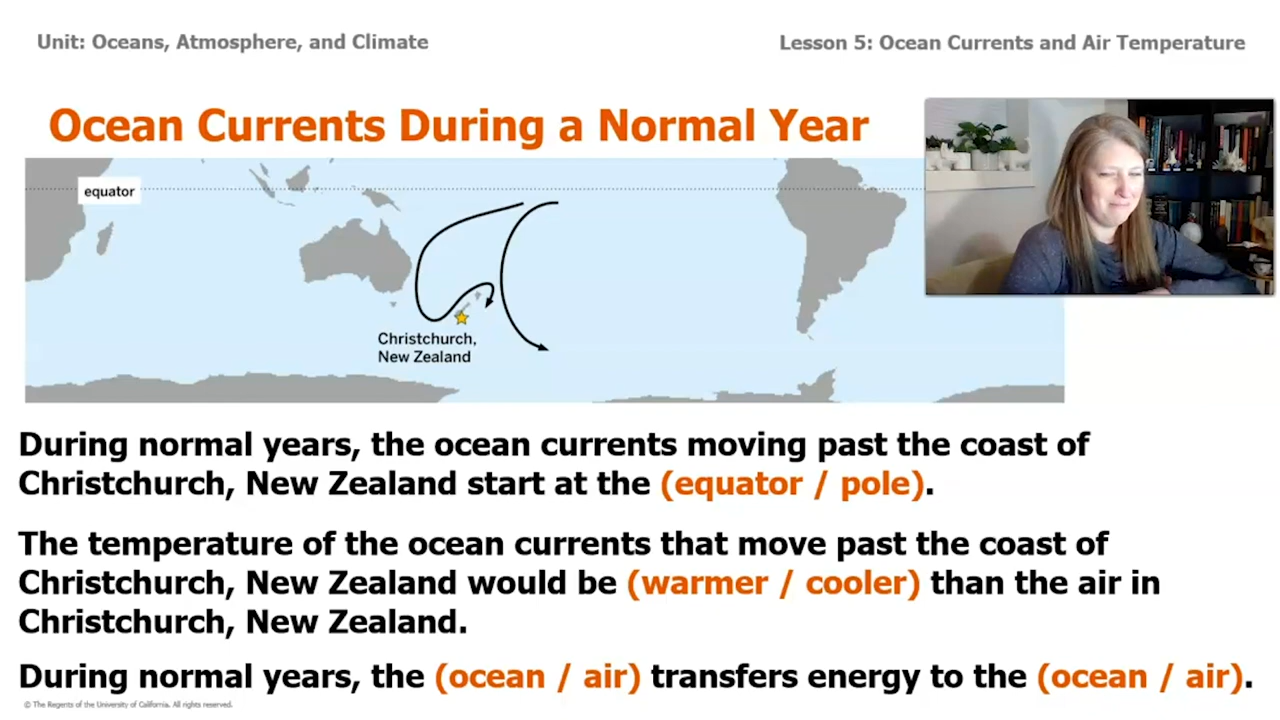 Unit: Oceans, Atmosphere, and Climate
Lesson 5: Ocean Currents and Air Temperature
Ocean Currents During a Normal Year
equator
Christchurch,
New Zealand
During normal years, the ocean currents moving past the coast of
Christchurch, New Zealand start at the (equator / pole).
The temperature of the ocean currents that move past the coast of
Christchurch, New Zealand would be (warmer / cooler) than the air in
Christchurch, New Zealand.
During normal years, the (ocean / air) transfers energy to the (ocean / air).
© The Regents of the University of California. All rights reserved.